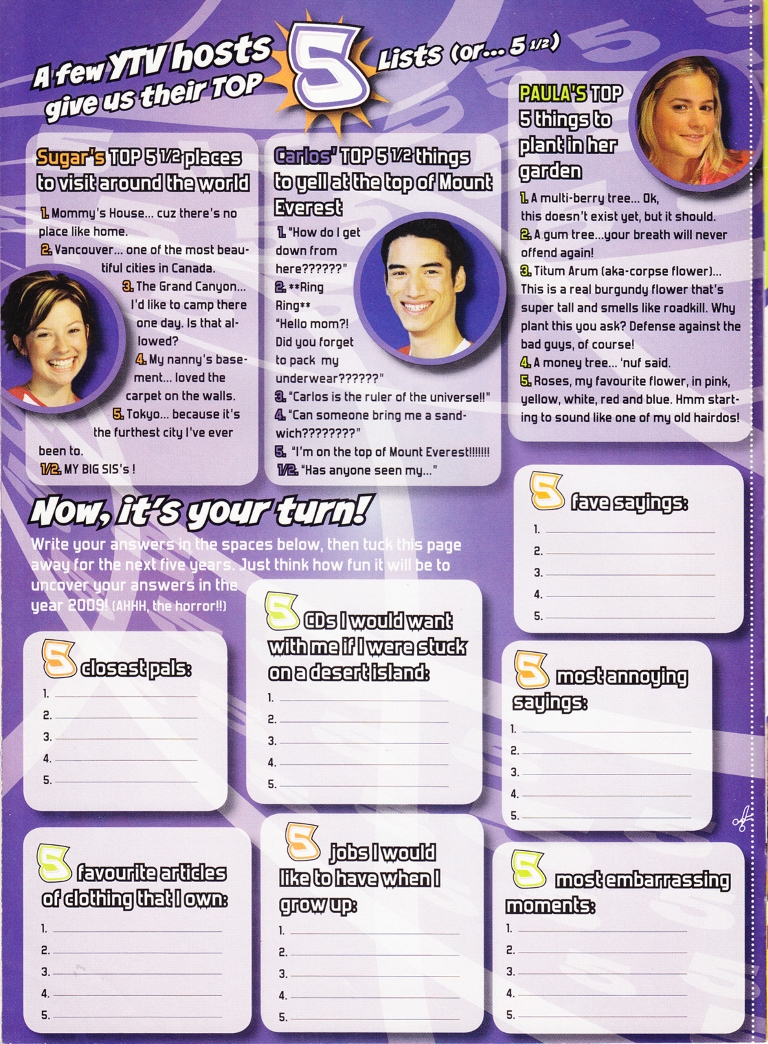 A few YTV hosts
give us their TOP
5
Lists (or... 5 1/2)
Sugar's TOP 5 1/2 places
to visit around the world
1. Mommy's House... cuz there's no
place like home.
2. Vancouver... one of the most beau-
tiful cities in Canada.
3. The Grand Canyon...
I'd like to camp there
one day. Is that al-
lowed?
4. My nanny's base-
ment... loved the
carpet on the walls.
5. Tokyo... because it's
the furthest city I've ever
been to.
1/2. MY BIG SIS's !
Carlos' TOP 5 1/2 things
to yell at the top of Mount
Everest
1. "How do I get
down from
here??????"
2. **Ring
Ring**
"Hello mom?!
Did you forget
to pack my
underwear??????"
3. "Carlos is the ruler of the universe!!"
4. "Can someone bring me a sand-
wich????????"
5. "I'm on the top of Mount Everest!!!!!!!
1/2. "Has anyone seen my..."
PAULA'S TOP
5 things to
plant in her
garden
1. A multi-berry tree... Ok,
this doesn't exist yet, but it should.
2. A gum tree...your breath will never
offend again!
3. Titum Arum (aka-corpse flower)...
This is a real burgundy flower that's
super tall and smells like roadkill. Why
plant this you ask? Defense against the
bad guys, of course!
4. A money tree... 'nuf said.
5. Roses, my favourite flower, in pink,
yellow, white, red and blue. Hmm start-
ing to sound like one of my old hairdos!
Now, it's your turn!
Write your answers in the spaces below, then tuck this page
away for the next five years. Just think how fun it will be to
uncover your answers in the
year 2009! (AHHH, the horror!!)
5 fave sayings:
1.
2.
3.
4.
5.
5 closest pals:
1.
2.
3.
4.
5.
5 CDs I would want
with me if I were stuck
on a desert island:
1.
2.
3.
4.
5.
5 most annoying
sayings:
1.
2.
3.
4.
5.
5 favourite articles
of clothing that I own:
1.
2.
3.
4.
5.
5 jobs I would
like to have when I
grow up:
1.
2.
3.
4.
5.
5 most embarrassing
moments:
1.
2.
3.
4.
5.